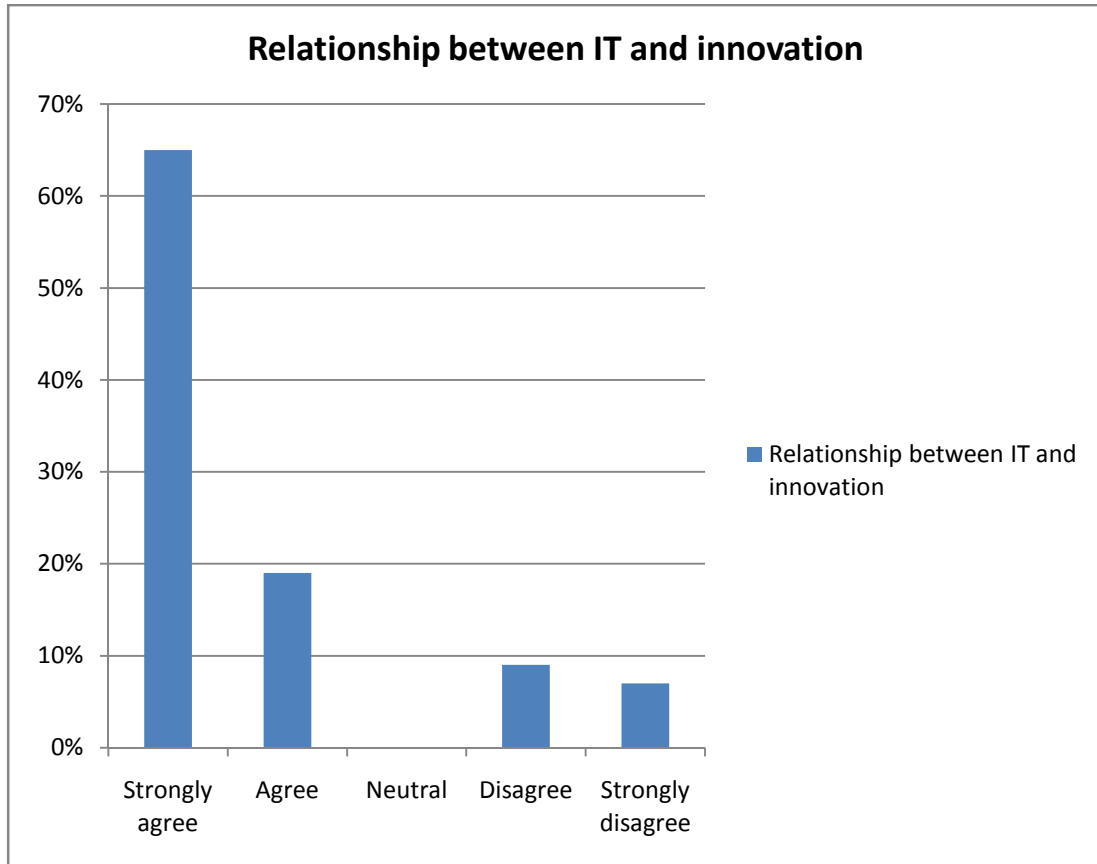 Relationship between IT and innovation
70%
60%
50%
40%
30%
20%
10%
0%
Strongly
agree
Agree
Neutral
Disagree
Strongly
disagree
Relationship between IT and
innovation